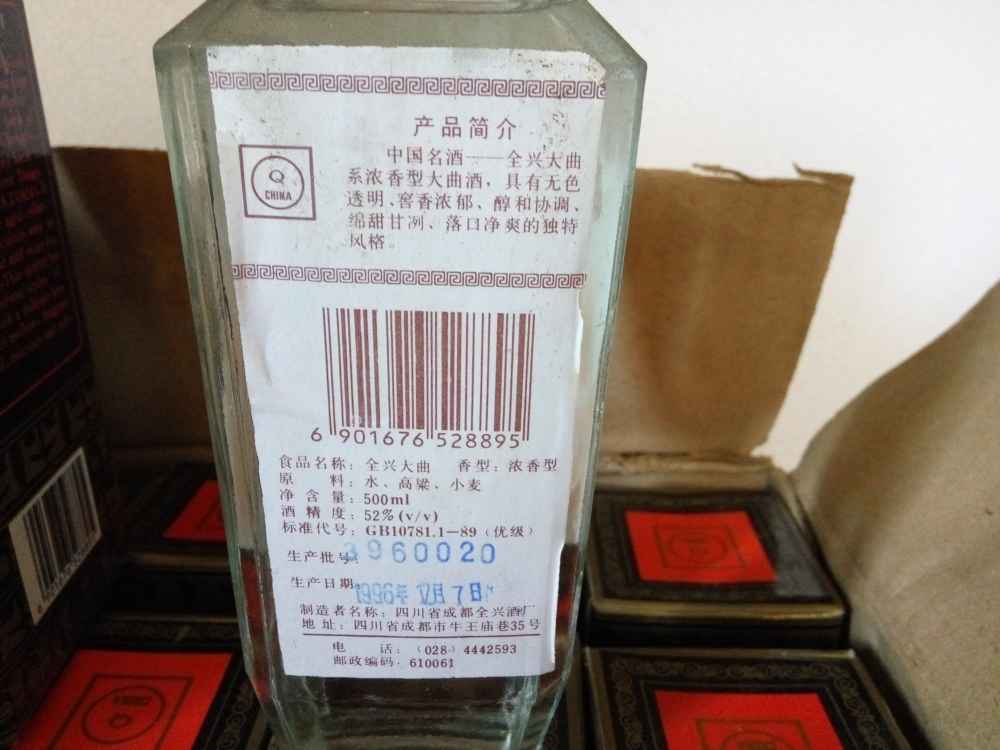 产品简介
中国名酒——全兴大曲
系浓香型大曲酒，具有无色
透明、窖香浓郁、醇和协调、
绵甜甘冽、落口净爽的独特
风格。
Q
CHINA
6 901676 528895
食品名称：全兴大曲 香型：浓香型
原 料：水、高粱、小麦
净 含 量：500ml
酒 精 度：52%(v/v)
标准代号：GB10781.1—89（优级）
生产批号：960020
生产日期：1996年12月7日
制造者名称：四川省成都全兴酒厂
地 址：四川省成都市牛王庙巷35号
电 话：（028）4442593
邮政编码：610061